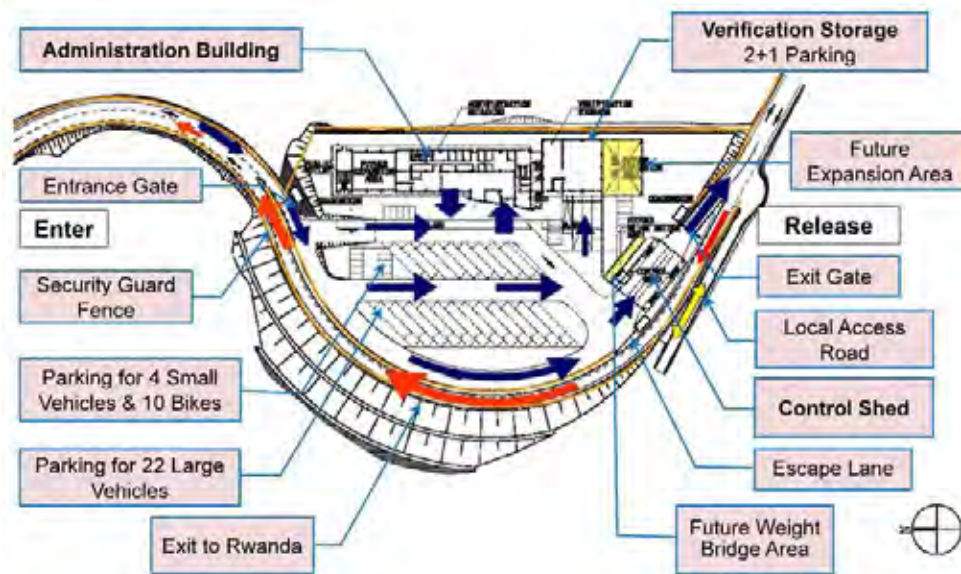 Administration Building
Verification Storage
2+1 Parking
Entrance Gate
Future
Expansion Area
Enter
Release
Security Guard
Fence
Exit Gate
Local Access
Road
Parking for 4 Small
Vehicles & 10 Bikes
Control Shed
Parking for 22 Large
Vehicles
Escape Lane
Exit to Rwanda
Future Weight
Bridge Area